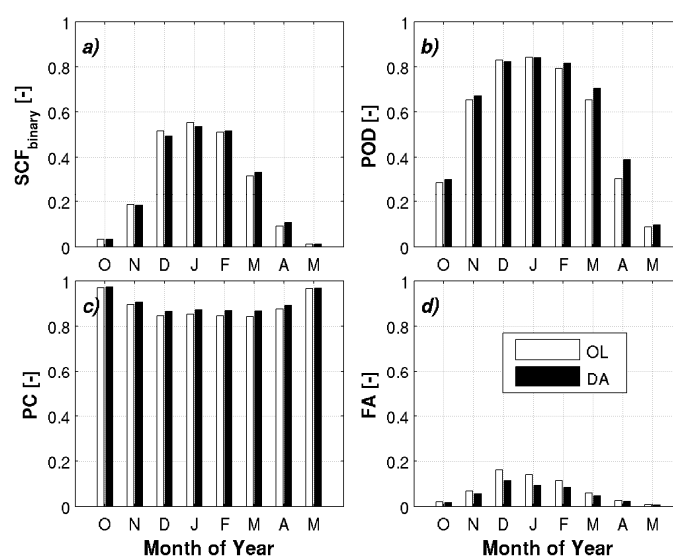 a)
SCF_binary [-]
1
0.8
0.6
0.4
0.2
0
O N D J F M A M
b)
POD [-]
1
0.8
0.6
0.4
0.2
0
O N D J F M A M
c)
PC [-]
1
0.8
0.6
0.4
0.2
0
O N D J F M A M
Month of Year
d)
FA [-]
1
0.8
0.6
0.4
0.2
0
OL
DA
O N D J F M A M
Month of Year